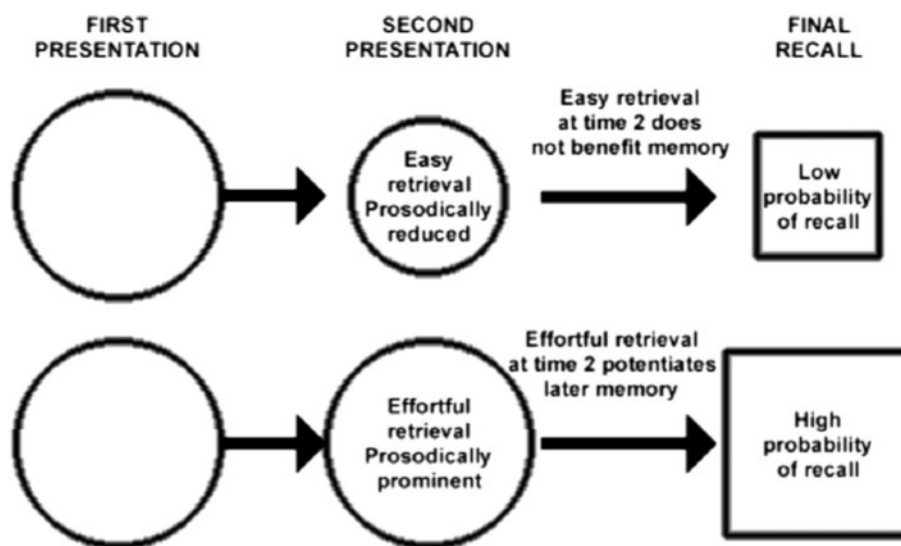 FIRST
PRESENTATION
SECOND
PRESENTATION
FINAL
RECALL
Easy
retrieval
Prosodically
reduced
Easy retrieval
at time 2 does
not benefit memory
Low
probability
of recall
Effortful
retrieval
Prosodically
prominent
Effortful retrieval
at time 2 potentiates
later memory
High
probability
of recall